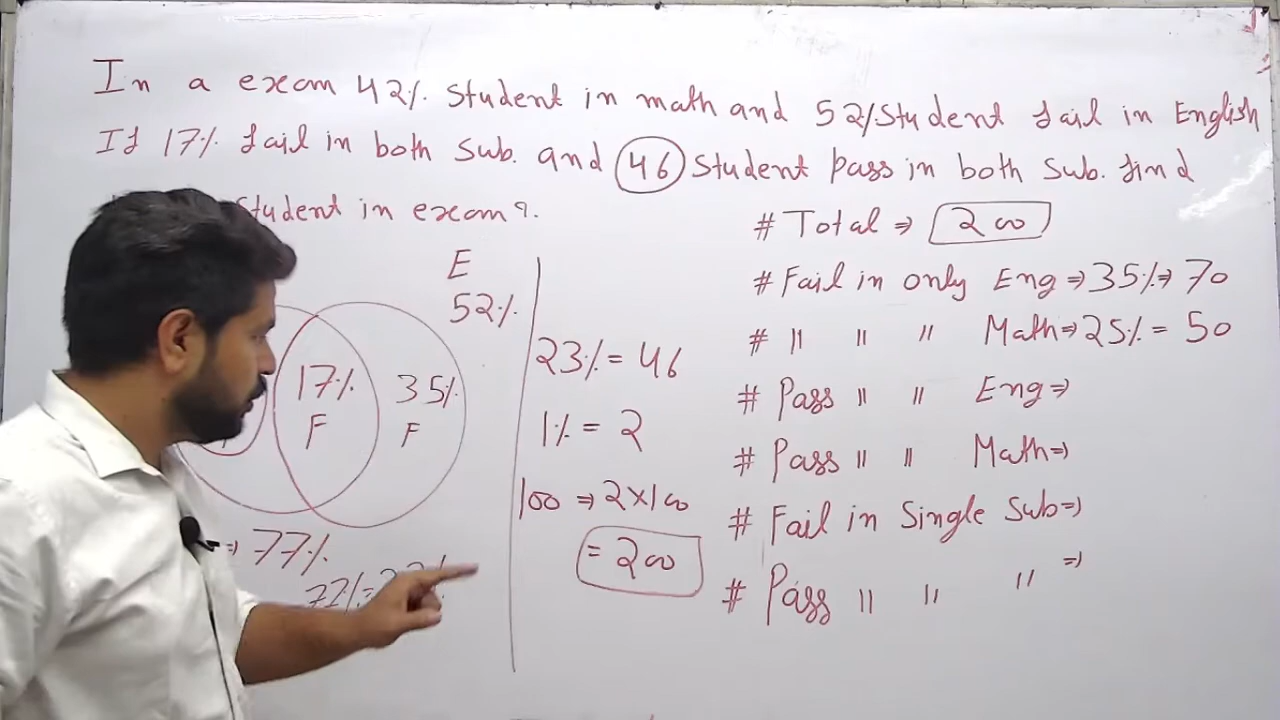 In a exam 42% Student in math and 52% Student fail in English
If 17% fail in both Sub. and 46 Student pass in both Sub. find
Student in exam?.
E
52%
17%
F
35%
F
⇒ 77%
77% =
23% = 46
1% = 2
100 ⇒ 2×100
= 200
# Total ⇒ 200
# Fail in only Eng ⇒ 35% ⇒ 70
# " " " Math ⇒ 25% = 50
# Pass " " Eng ⇒
# Pass " " Math ⇒
# Fail in Single Sub ⇒
# Pass " " " ⇒